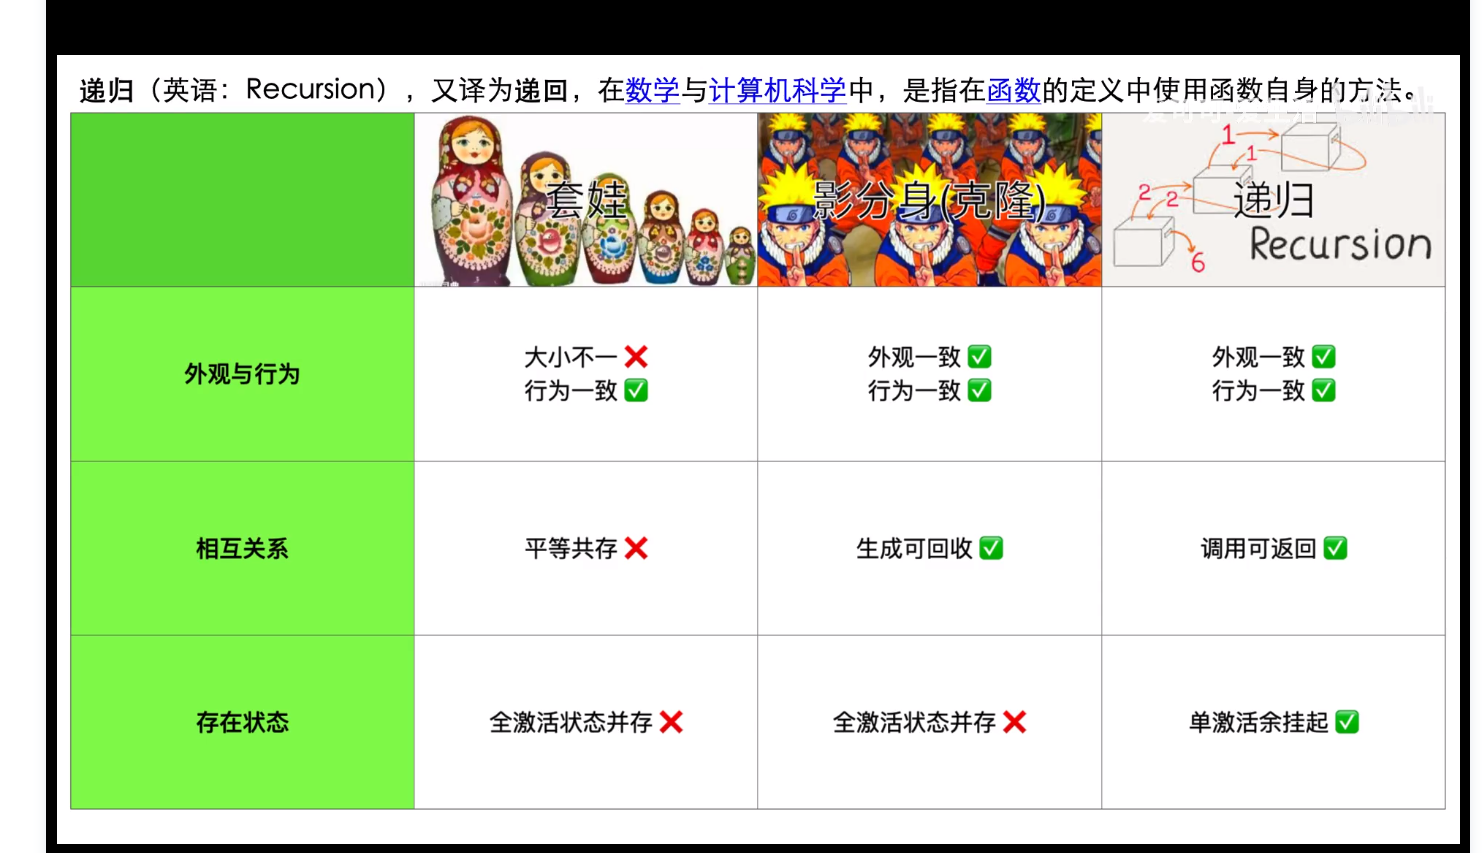 递归（英语：Recursion），又译为递回，在数学与计算机科学中，是指在函数的定义中使用函数自身的方法。
套娃
影分身(克隆)
1
1
2
2
6
递归
Recursion
外观与行为
大小不一 ❌
行为一致 ✅
外观一致 ✅
行为一致 ✅
外观一致 ✅
行为一致 ✅
相互关系
平等共存 ❌
生成可回收 ✅
调用可返回 ✅
存在状态
全激活状态并存 ❌
全激活状态并存 ❌
单激活余挂起 ✅